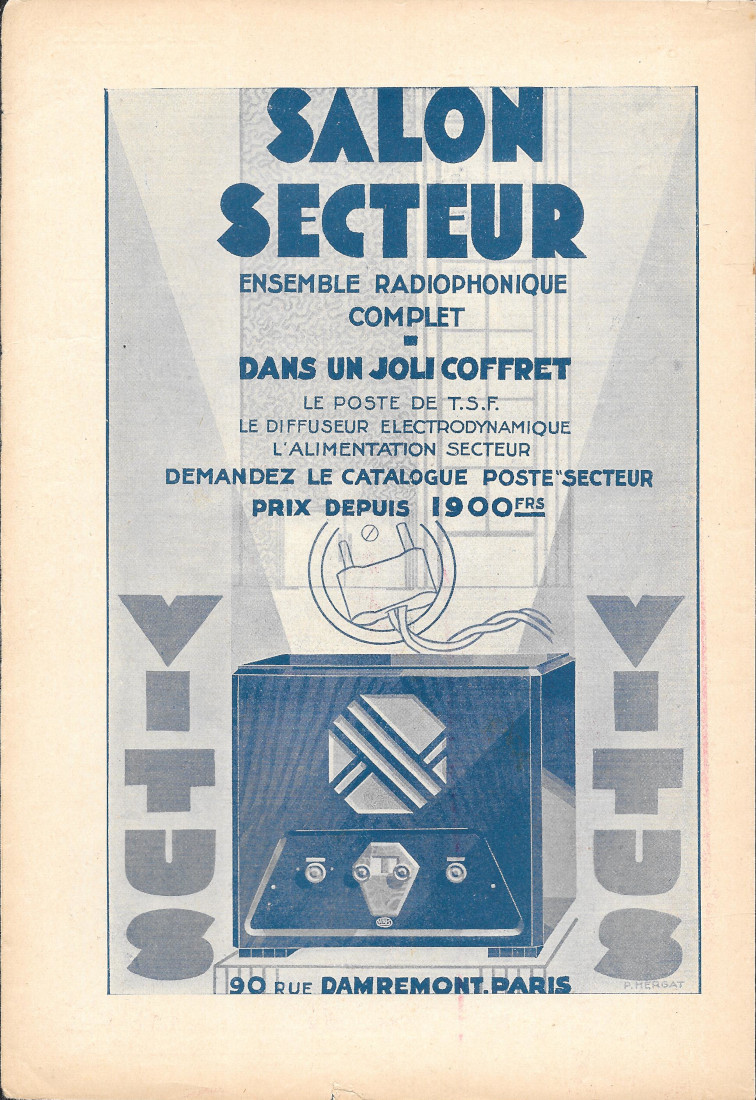 SALON
SECTEUR
ENSEMBLE RADIOPHONIQUE
COMPLET
-
DANS UN JOLI COFFRET
LE POSTE DE T.S.F.
LE DIFFUSEUR ELECTRODYNAMIQUE
L'ALIMENTATION SECTEUR
DEMANDEZ LE CATALOGUE POSTE "SECTEUR
PRIX DEPUIS 1900 FRS
VITUS
VITUS
90 RUE DAMREMONT. PARIS
P. HERGAT